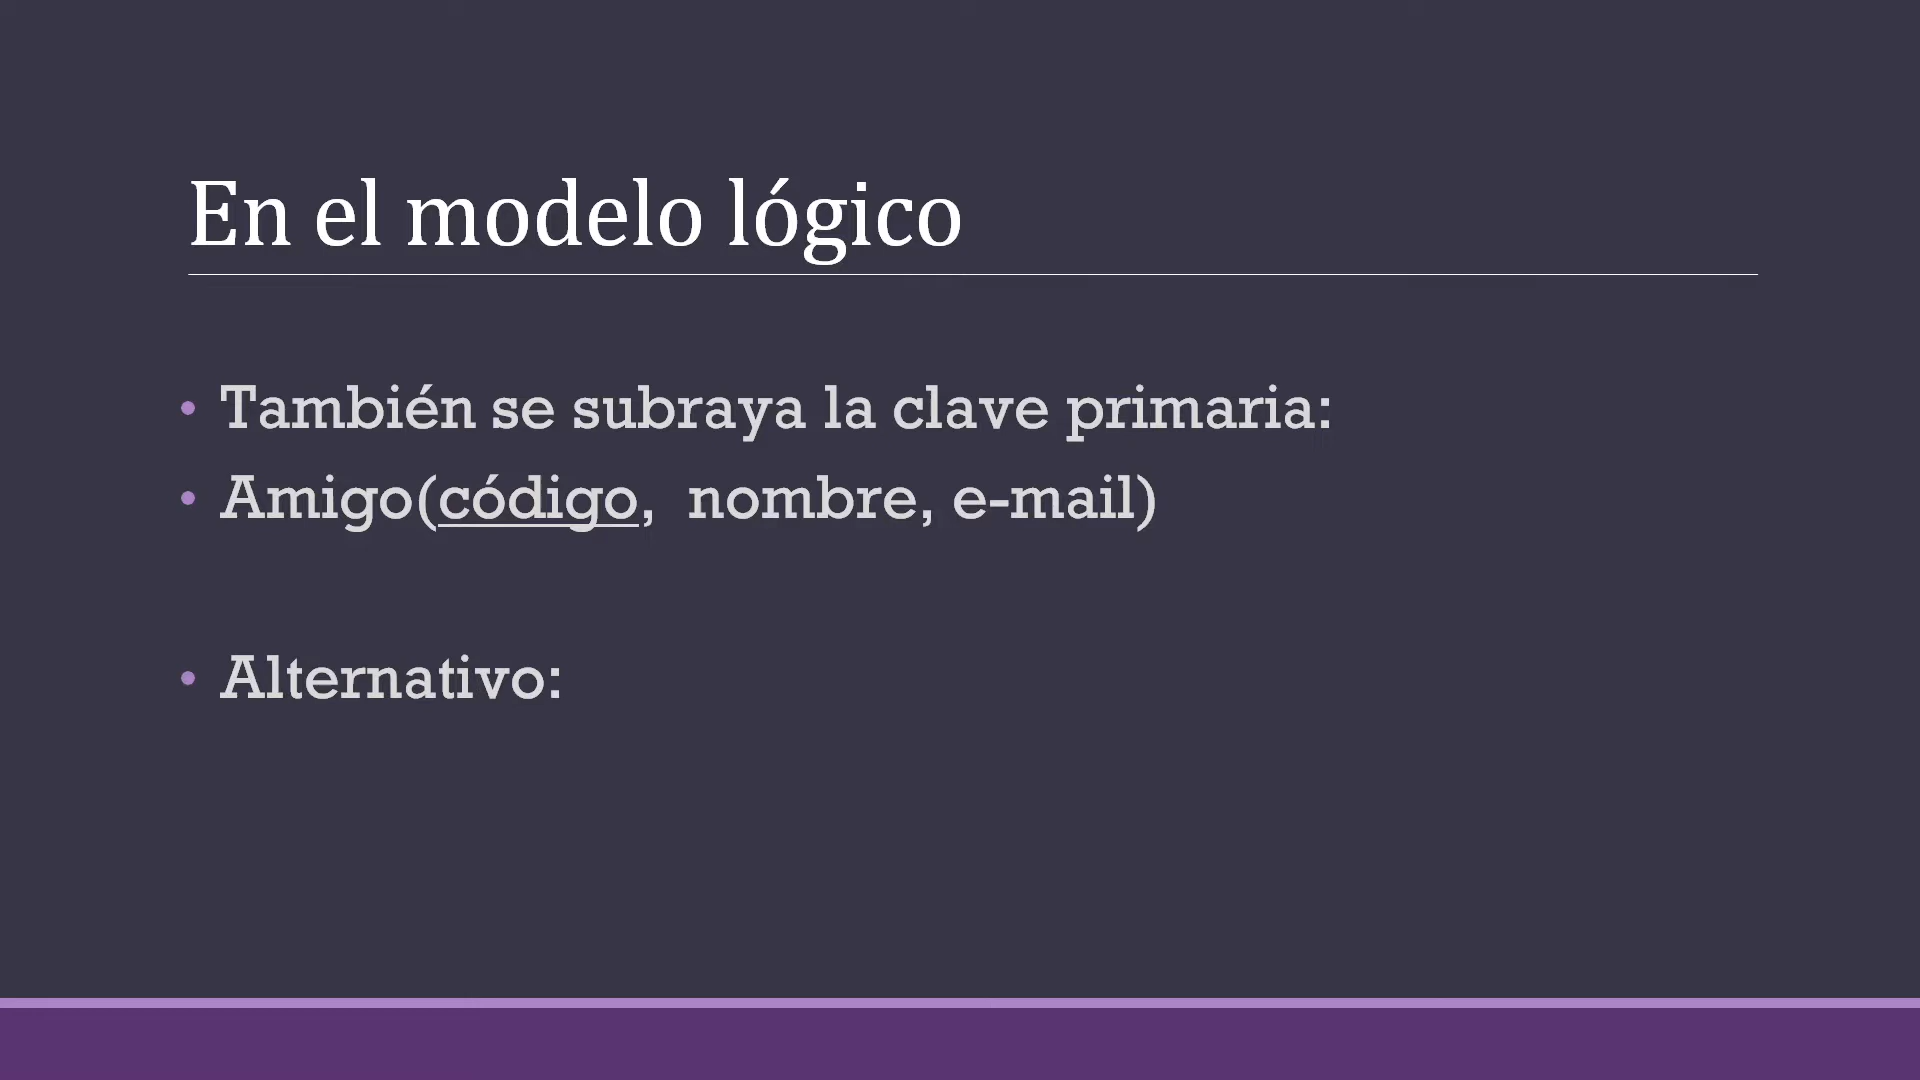 En el modelo lógico
• También se subraya la clave primaria:
• Amigo(código, nombre, e-mail)
• Alternativo: